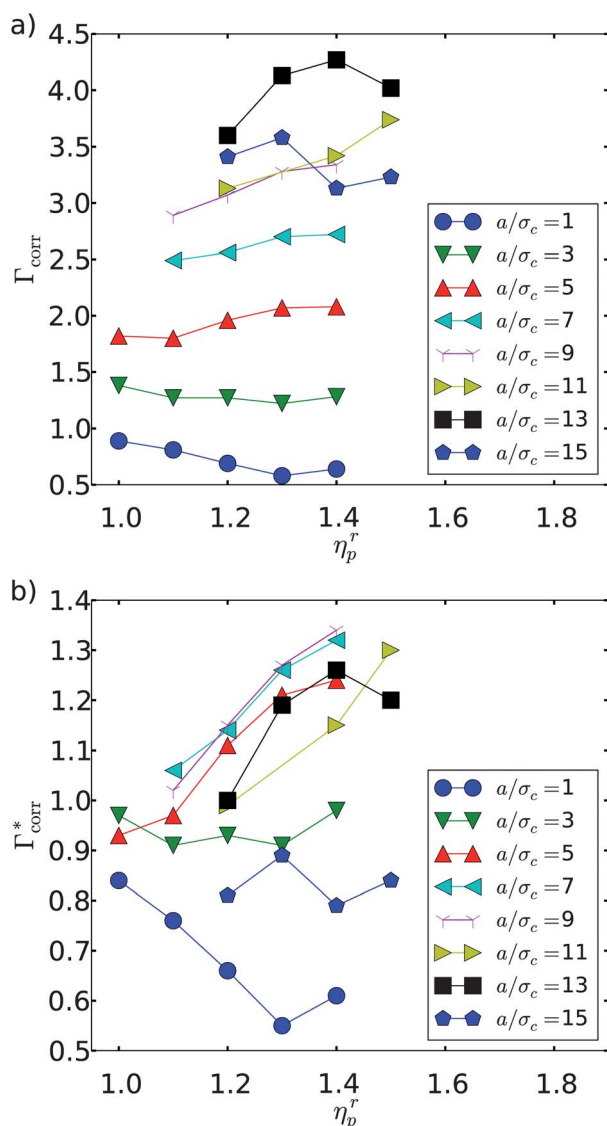 a)
4.5
4.0
3.5
3.0
2.5
2.0
1.5
1.0
0.5
Γcorr
a/σc = 1
a/σc = 3
a/σc = 5
a/σc = 7
a/σc = 9
a/σc = 11
a/σc = 13
a/σc = 15
1.0 1.2 1.4 1.6 1.8
ηpʳ
b)
1.4
1.3
1.2
1.1
1.0
0.9
0.8
0.7
0.6
0.5
Γ*corr
a/σc = 1
a/σc = 3
a/σc = 5
a/σc = 7
a/σc = 9
a/σc = 11
a/σc = 13
a/σc = 15
1.0 1.2 1.4 1.6 1.8
ηpʳ